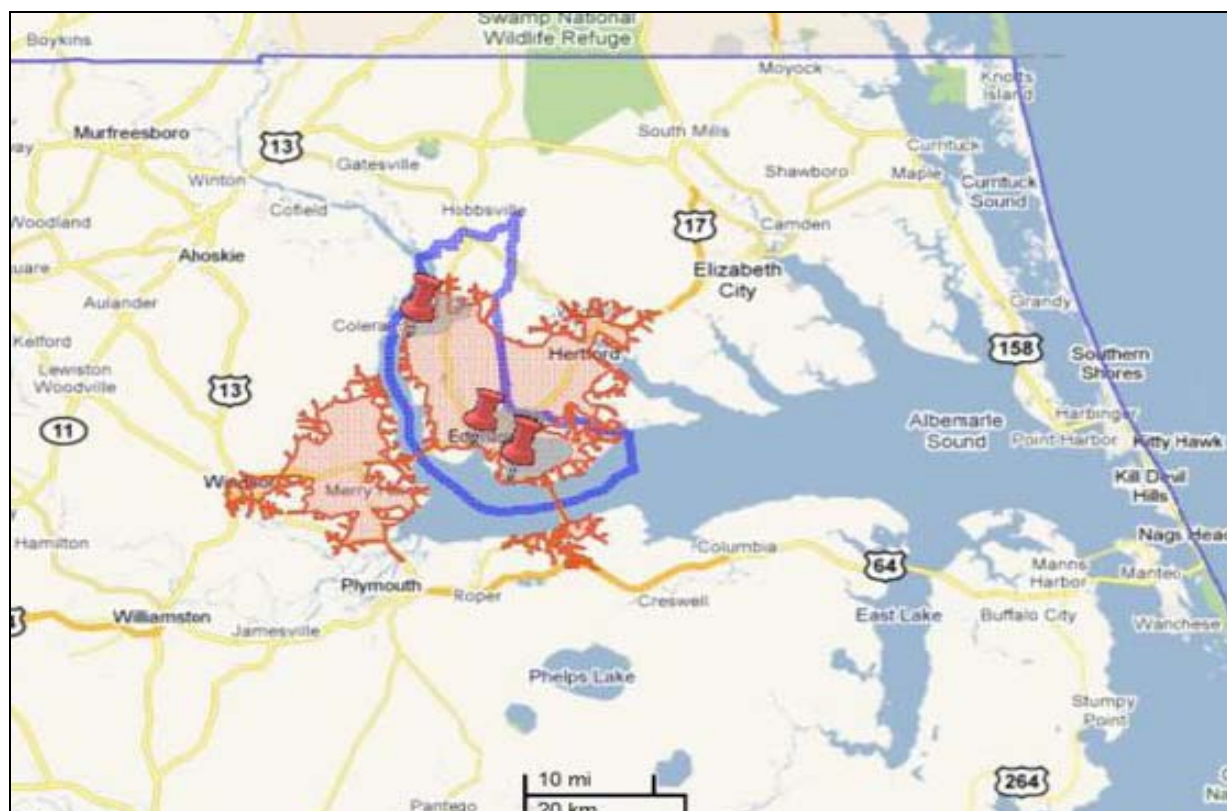 Swamp National
Wildlife Refuge
Boykins
Moyock
Knotts
Island
Murfreesboro
13
South Mills
Gatesville
Currituck
Shawboro
Maple
Winton
Currituck
Sound
Cofield
Hobbsville
Woodland
17
Camden
Ahoskie
Elizabeth
City
Aulander
Grandy
Colerain
Kelford
Hertford
158
Southern
Shores
Lewiston
Woodville
13
11
Albemarle
Sound
Harbinger
Point Harbor
Kitty Hawk
Kill Devil
Hills
Windsor
Merry Hill
Hamilton
Nags Head
Columbia
64
Manns
Harbor
Manteo
Plymouth
Roper
Creswell
East Lake
Buffalo City
Wanchese
Williamston
Jamesville
Phelps Lake
Stumpy
Point
10 mi
20 km
264
Pantego